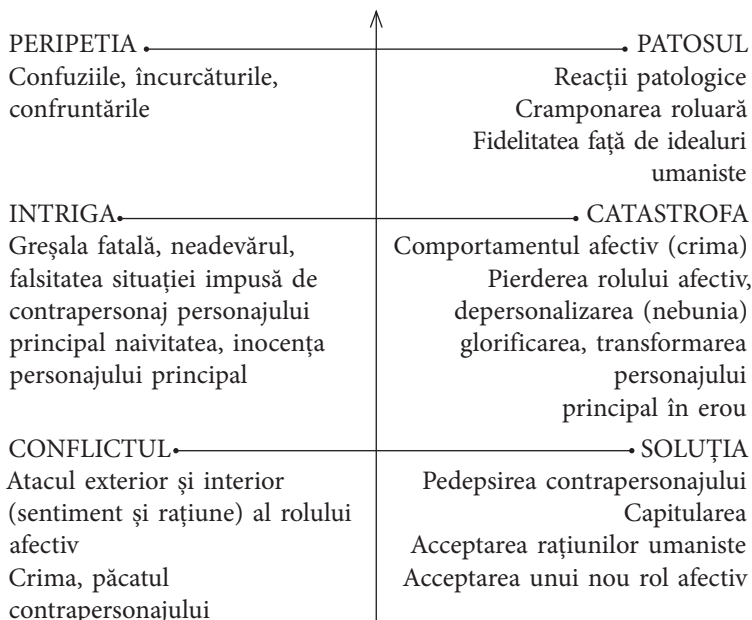 PERIPETIA
Confuziile, încurcăturile,
confruntările
PATOSUL
Reacții patologice
Cramponarea roluară
Fidelitatea față de idealuri
umaniste
INTRIGA
Greșala fatală, neadevărul,
falsitatea situației impusă de
contrapersonaj personajului
principal naivitatea, inocența
personajului principal
CATASTROFA
Comportamentul afectiv (crima)
Pierderea rolului afectiv,
depersonalizarea (nebunia)
glorificarea, transformarea
personajului
principal în erou
CONFLICTUL
Atacul exterior și interior
(sentiment și rațiune) al rolului
afectiv
Crima, păcatul
contrapersonajului
SOLUȚIA
Pedepsirea contrapersonajului
Capitularea
Acceptarea rațiunilor umaniste
Acceptarea unui nou rol afectiv